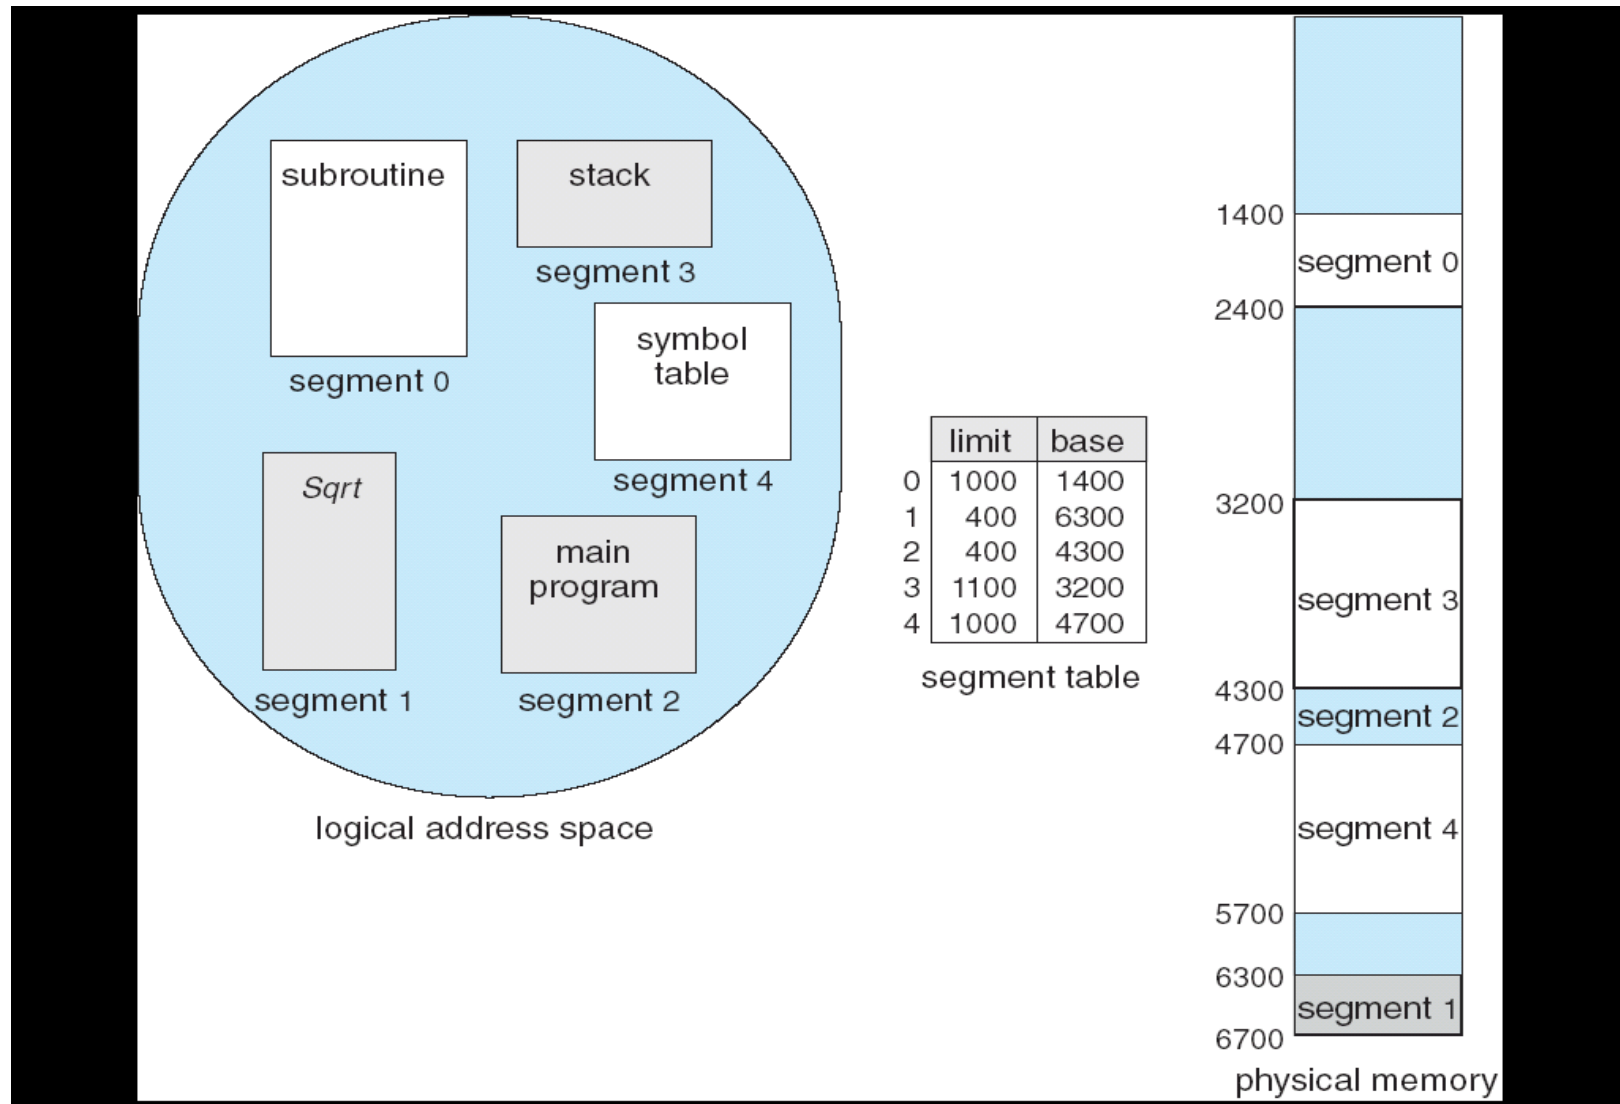 subroutine
segment 0
stack
segment 3
symbol
table
segment 4
Sqrt
segment 1
main
program
segment 2
logical address space
limit base
0 1000 1400
1 400 6300
2 400 4300
3 1100 3200
4 1000 4700
segment table
1400
segment 0
2400
3200
segment 3
4300
segment 2
4700
segment 4
5700
6300
segment 1
6700
physical memory